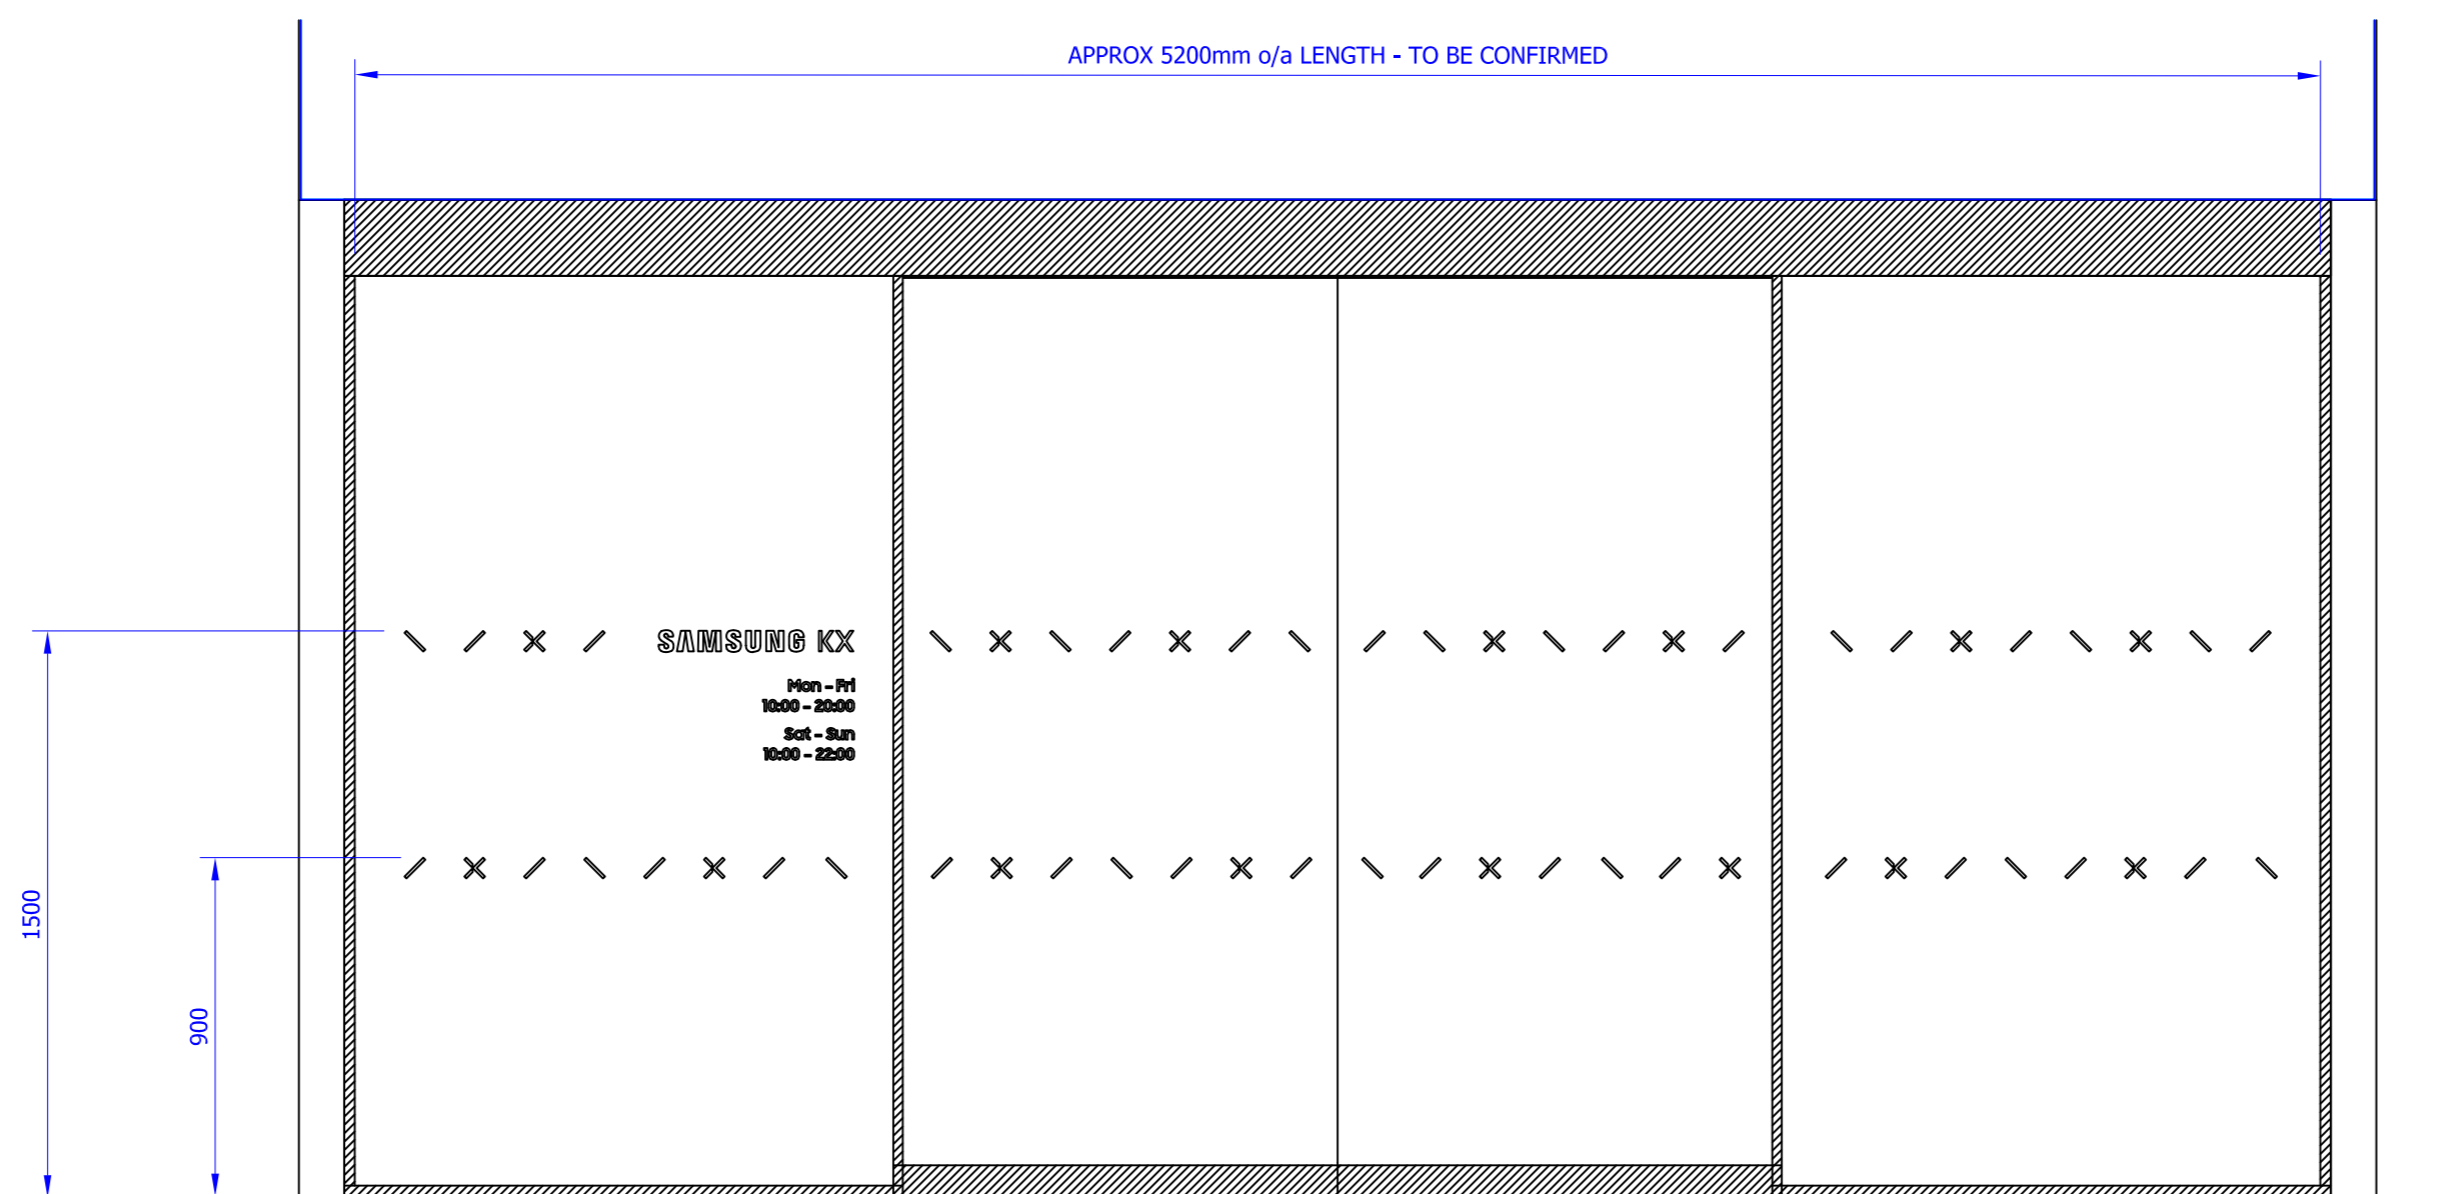 APPROX 5200mm o/a LENGTH - TO BE CONFIRMED
SAMSUNG KX
Mon – Fri
10:00 – 20:00
Sat – Sun
10:00 – 22:00
1500
900